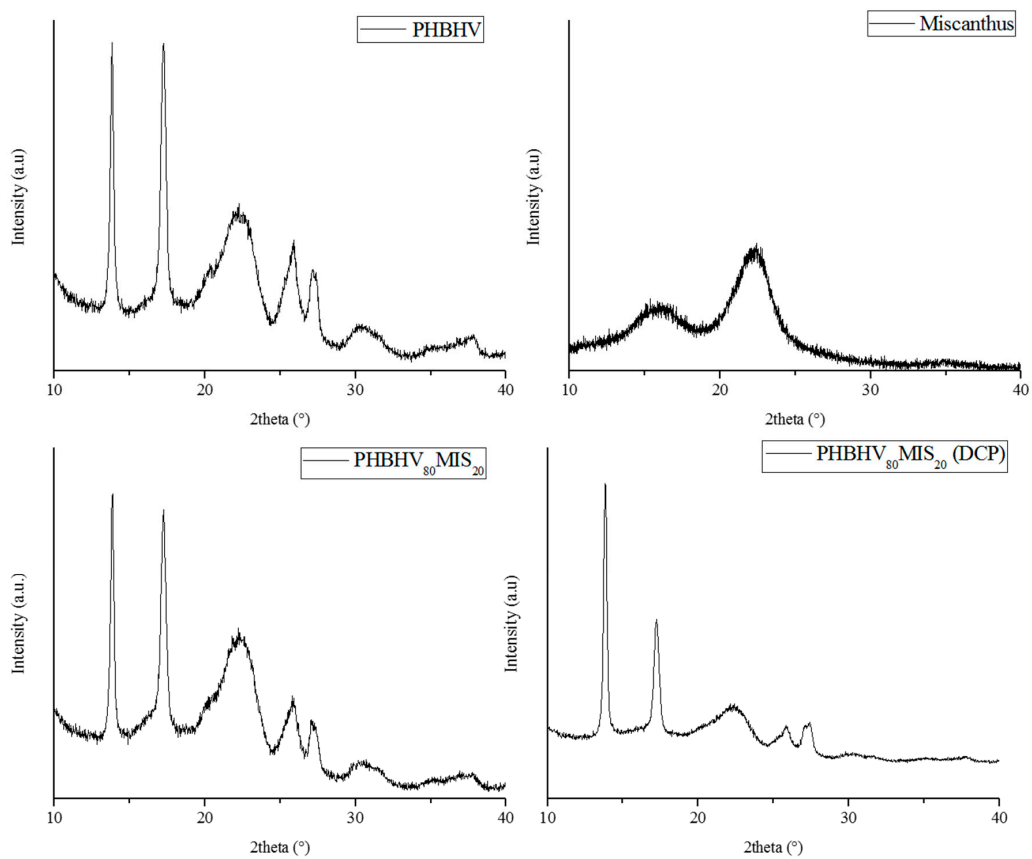 PHBHV
Intensity (a.u)
10 20 30 40
2theta (°)
Miscanthus
Intensity (a.u)
10 20 30 40
2theta (°)
PHBHV80MIS20
Intensity (a.u.)
10 20 30 40
2theta (°)
PHBHV80MIS20 (DCP)
Intensity (a.u)
10 20 30 40
2theta (°)